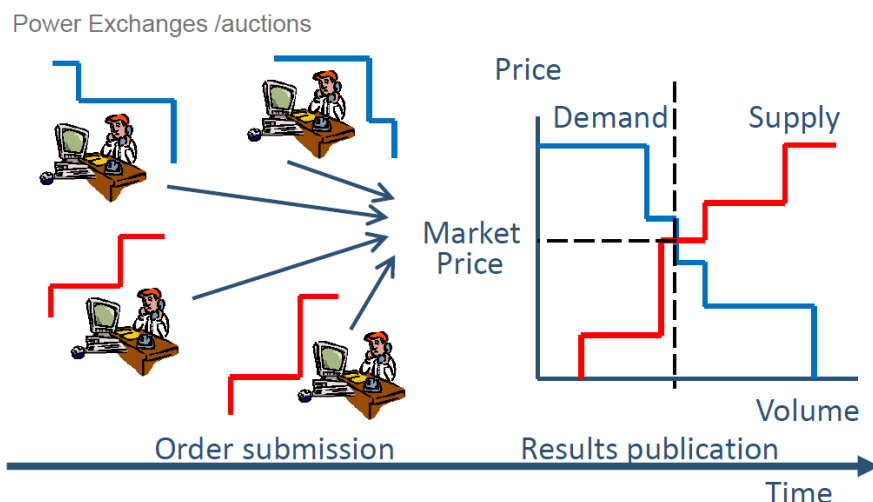 Power Exchanges /auctions
Price
Demand
Supply
Market
Price
Volume
Order submission
Results publication
Time